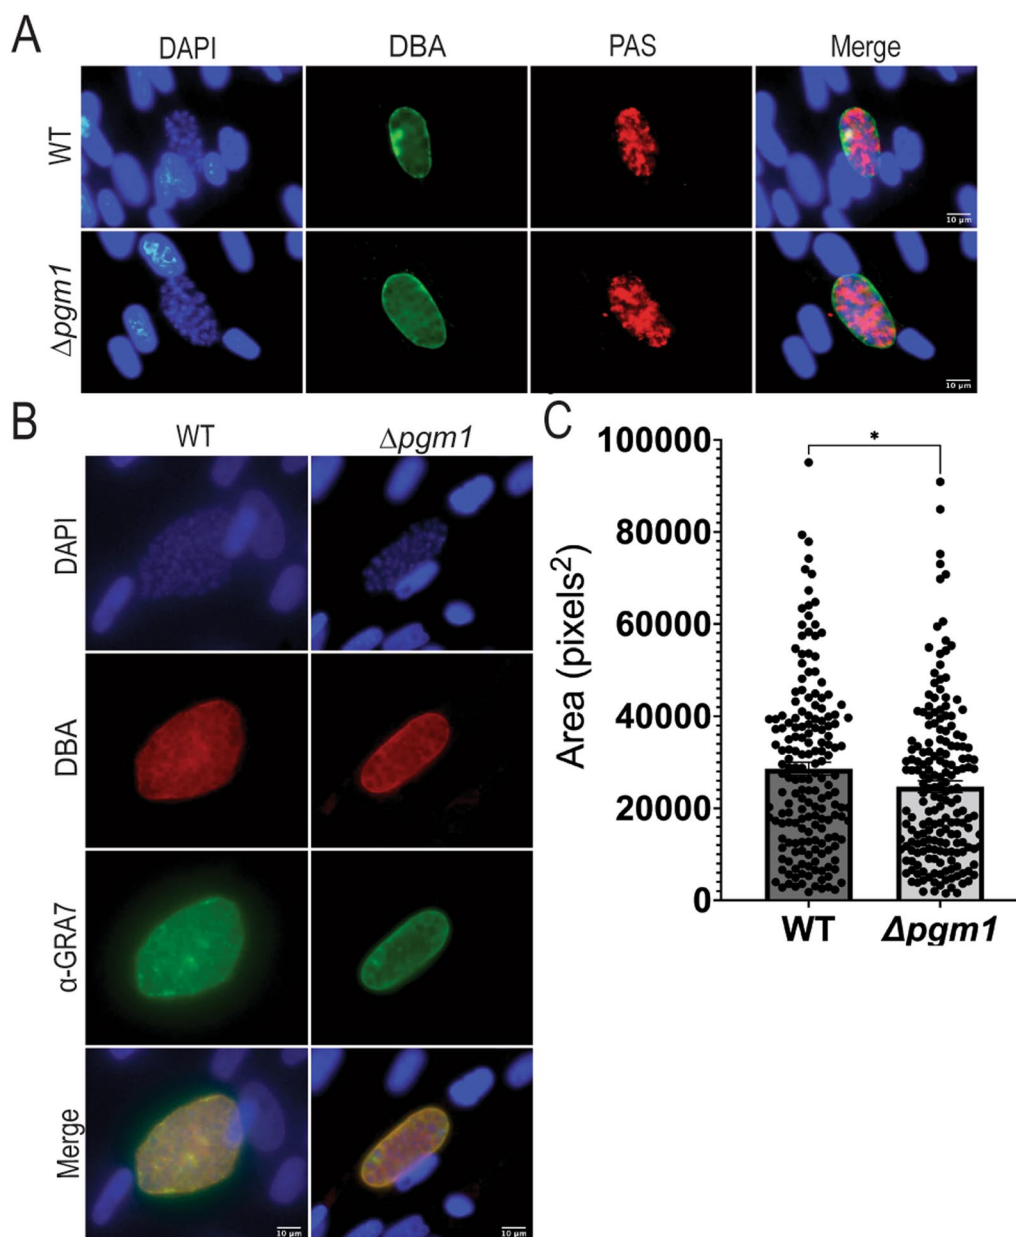 A
DAPI DBA PAS Merge
WT
10 μm
Δpgm1
10 μm
B
WT Δpgm1
DAPI
DBA
α-GRA7
Merge
10 μm 10 μm
C
*
Area (pixels²)
100000
80000
60000
40000
20000
0
WT Δpgm1